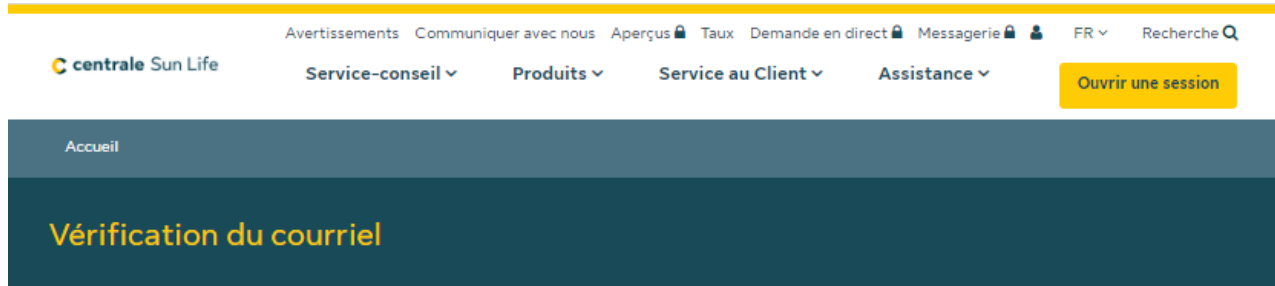 Avertissements Communiquer avec nous Aperçus Taux Demande en direct Messagerie FR Recherche
centrale Sun Life
Service-conseil Produits Service au Client Assistance
Ouvrir une session
Accueil
Vérification du courriel